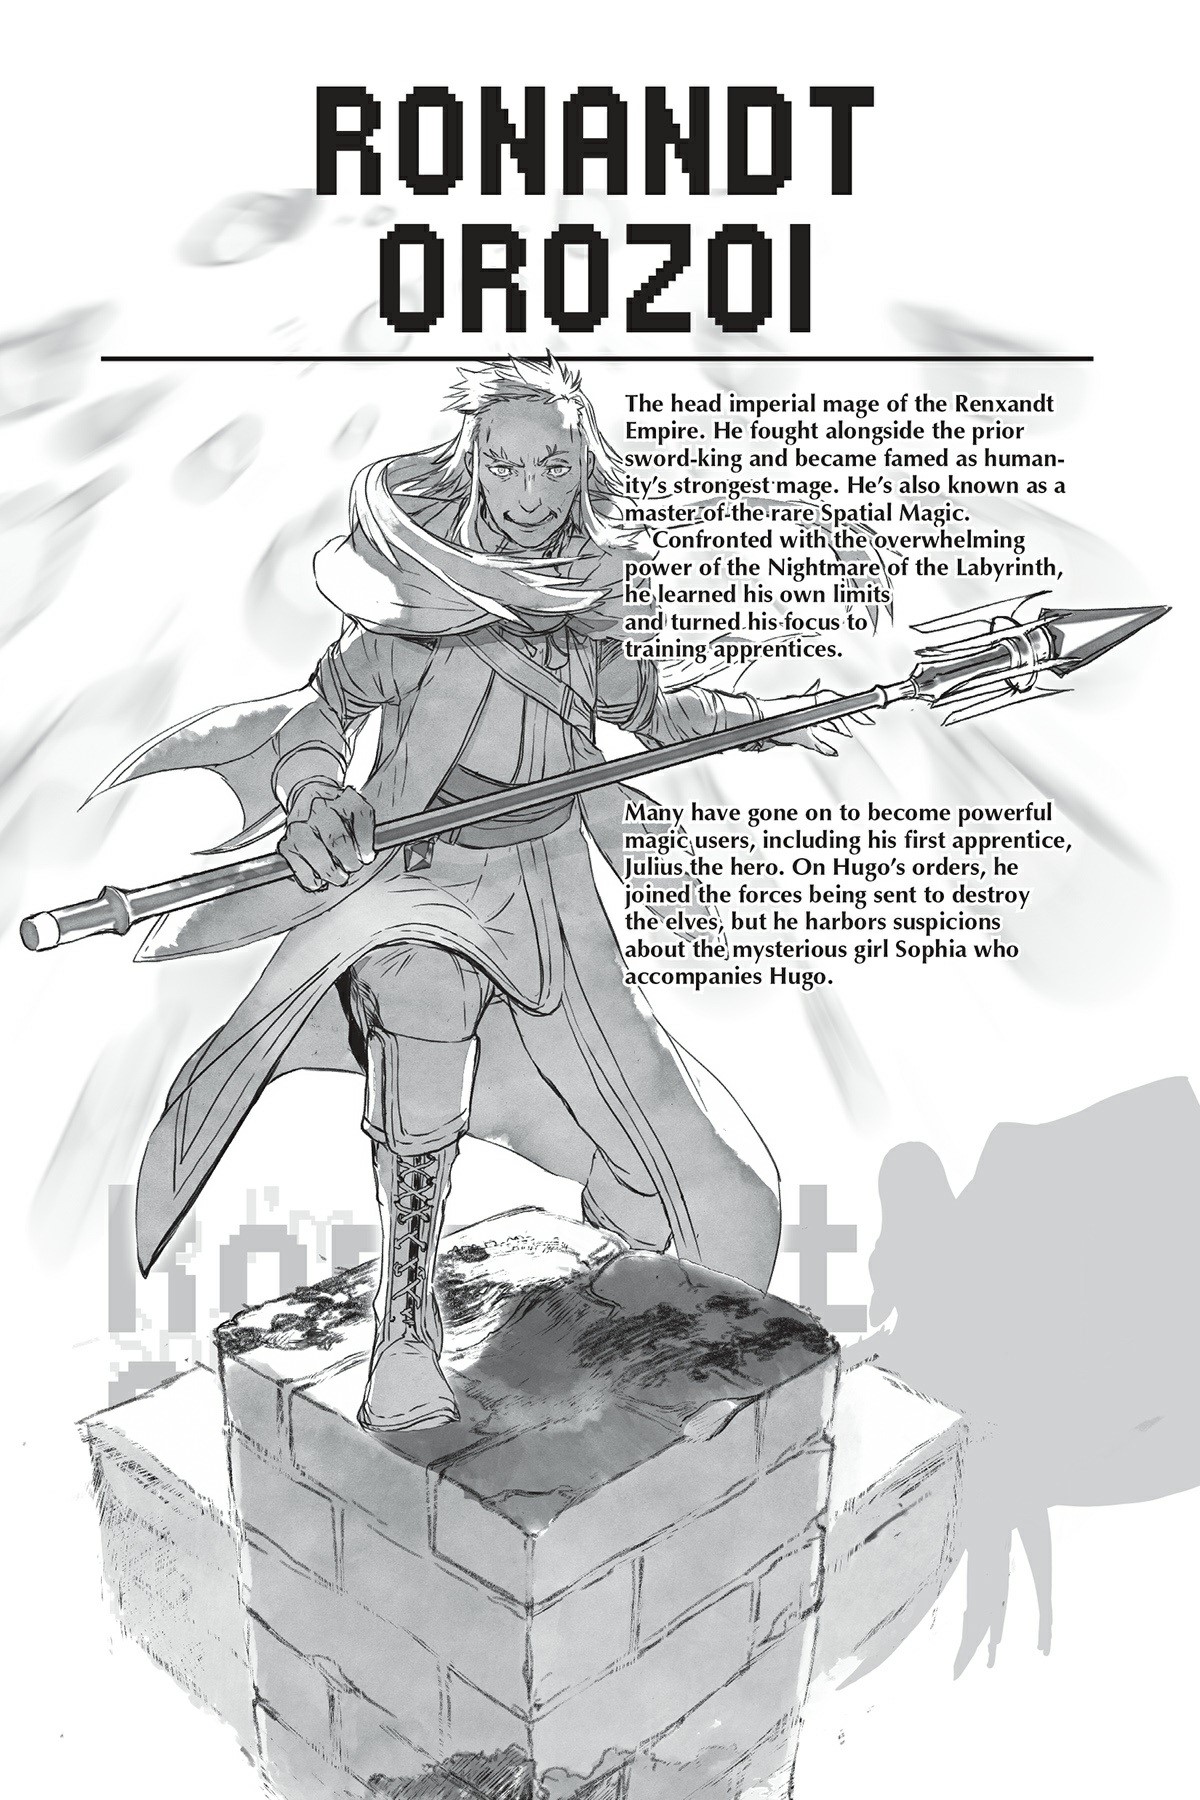 RONANDT
OROZOI
The head imperial mage of the Renxandt
Empire. He fought alongside the prior
sword-king and became famed as human-
ity's strongest mage. He's also known as a
master of the rare Spatial Magic.
Confronted with the overwhelming
power of the Nightmare of the Labyrinth,
he learned his own limits
and turned his focus to
training apprentices.
Many have gone on to become powerful
magic users, including his first apprentice,
Julius the hero. On Hugo's orders, he
joined the forces being sent to destroy
the elves, but he harbors suspicions
about the mysterious girl Sophia who
accompanies Hugo.